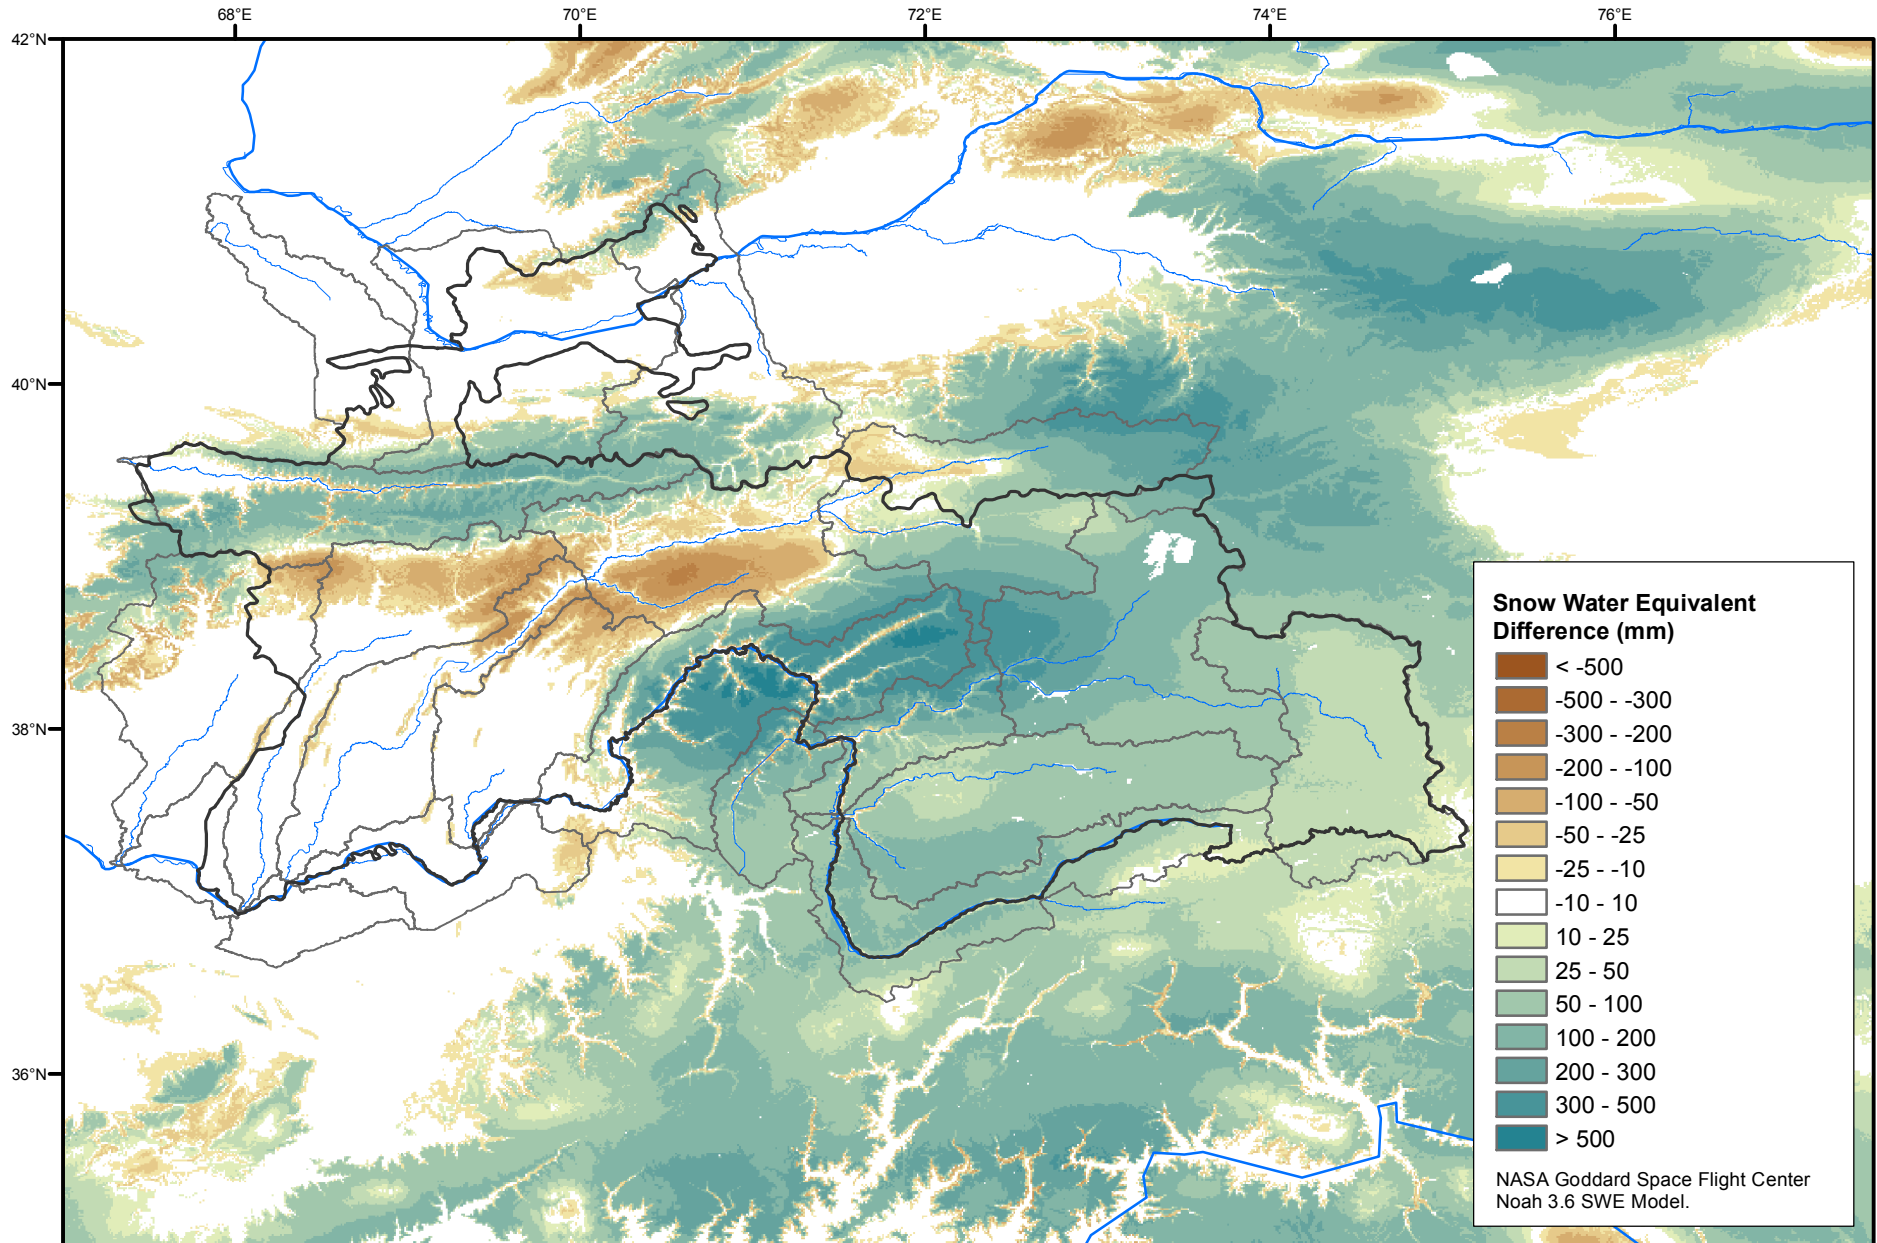 68°E
70°E
72°E
74°E
76°E
42°N
40°N
38°N
36°N
Snow Water Equivalent
Difference (mm)
< -500
-500 - -300
-300 - -200
-200 - -100
-100 - -50
-50 - -25
-25 - -10
-10 - 10
10 - 25
25 - 50
50 - 100
100 - 200
200 - 300
300 - 500
> 500
NASA Goddard Space Flight Center
Noah 3.6 SWE Model.